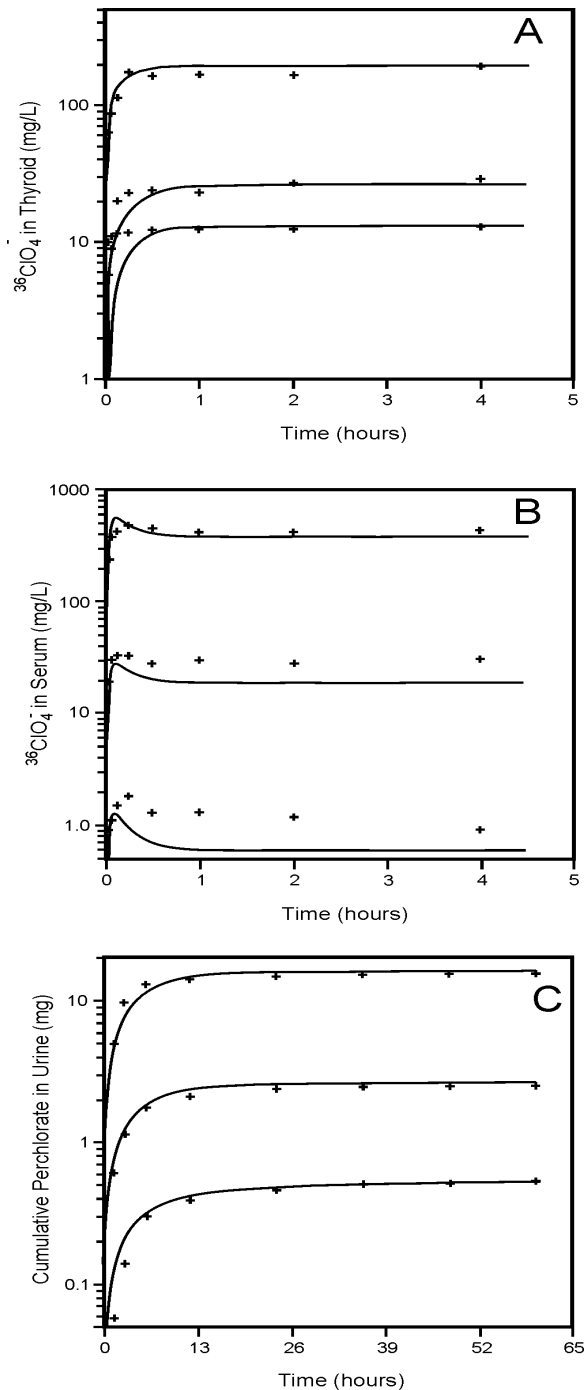 A
³⁶ClO₄⁻ in Thyroid (mg/L)
100
10
1
0 1 2 3 4 5
Time (hours)
B
³⁶ClO₄⁻ in Serum (mg/L)
1000
100
10
1.0
0 1 2 3 4 5
Time (hours)
C
Cumulative Perchlorate in Urine (mg)
10
1
0.1
0 13 26 39 52 65
Time (hours)